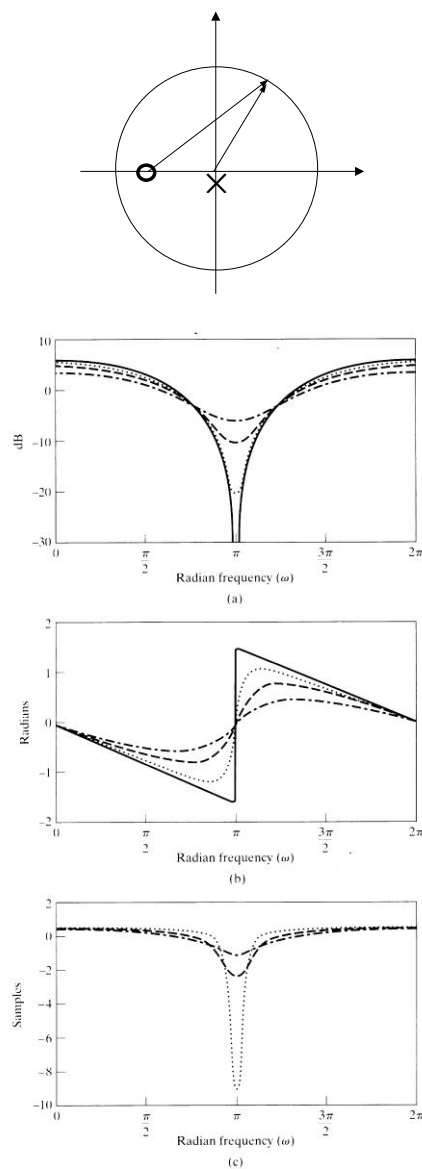 10
0
-10
-20
-30
dB
0
π/2
π
3π/2
2π
Radian frequency (ω)
(a)
2
1
0
-1
-2
Radians
0
π/2
π
3π/2
2π
Radian frequency (ω)
(b)
2
0
-2
-4
-6
-8
-10
Samples
0
π/2
π
3π/2
2π
Radian frequency (ω)
(c)